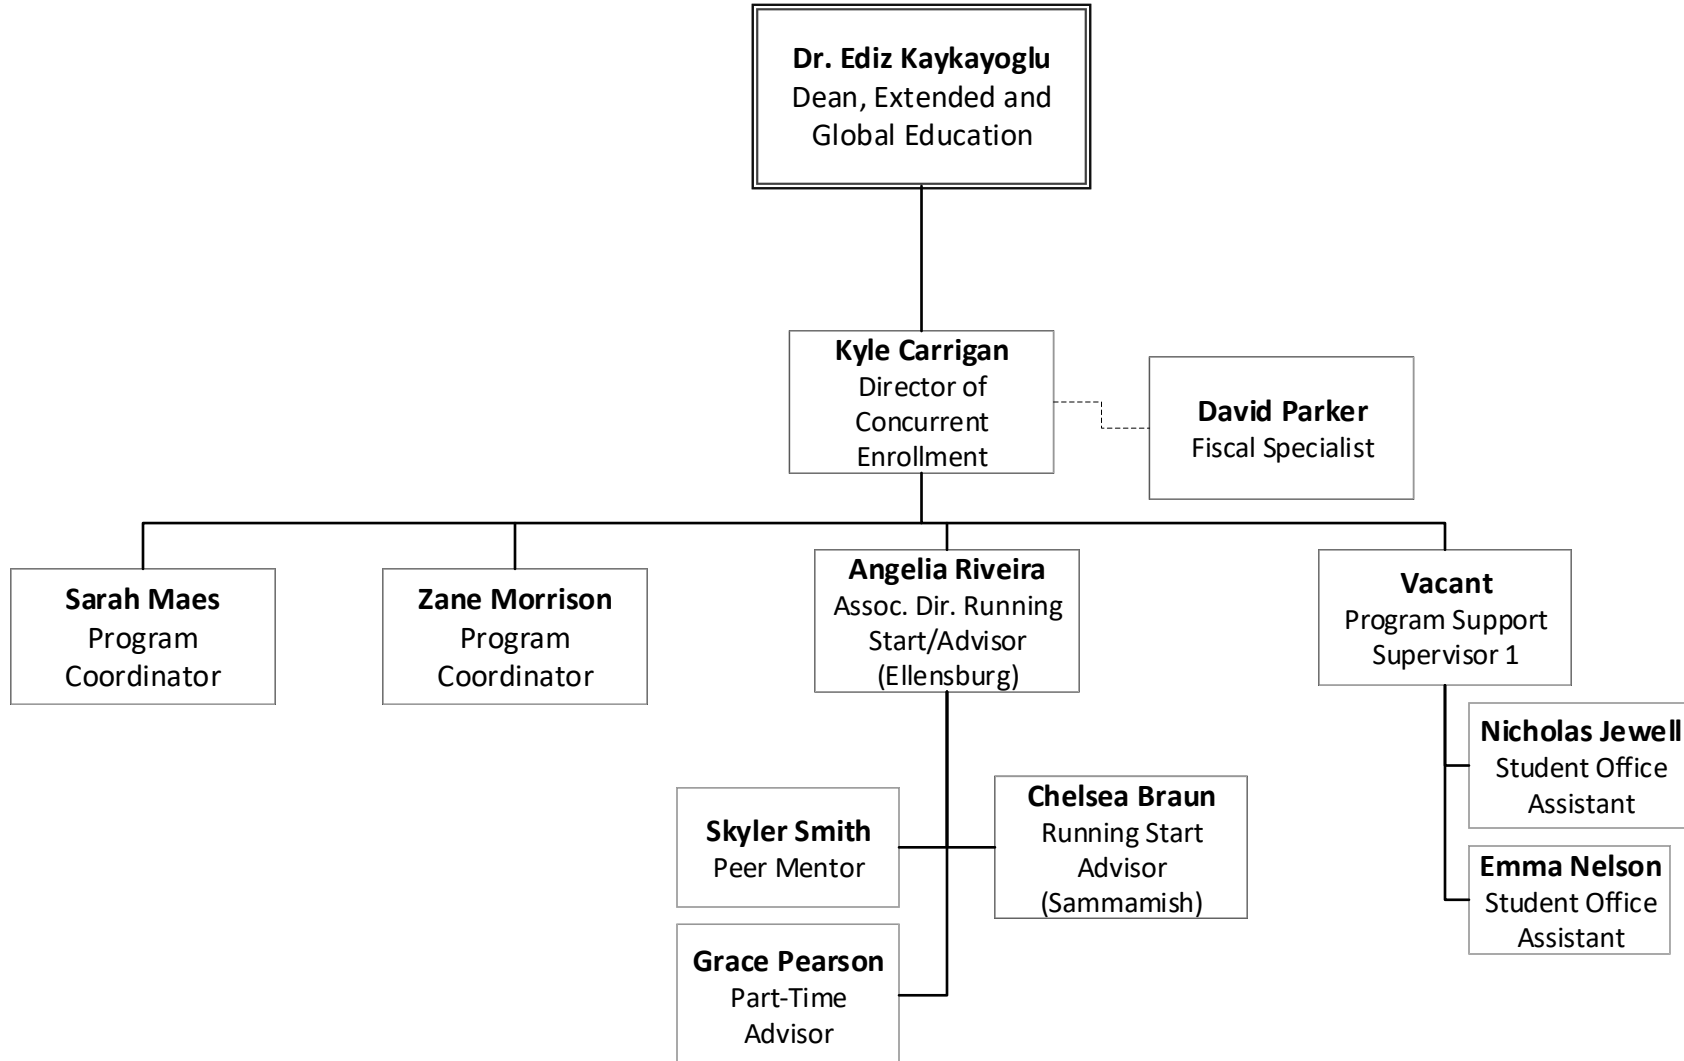 Dr. Ediz Kaykayoglu
Dean, Extended and
Global Education
Kyle Carrigan
Director of
Concurrent
Enrollment
David Parker
Fiscal Specialist
Sarah Maes
Program
Coordinator
Zane Morrison
Program
Coordinator
Angelia Riveira
Assoc. Dir. Running
Start/Advisor
(Ellensburg)
Vacant
Program Support
Supervisor 1
Nicholas Jewell
Student Office
Assistant
Skyler Smith
Peer Mentor
Chelsea Braun
Running Start
Advisor
(Sammamish)
Emma Nelson
Student Office
Assistant
Grace Pearson
Part-Time
Advisor